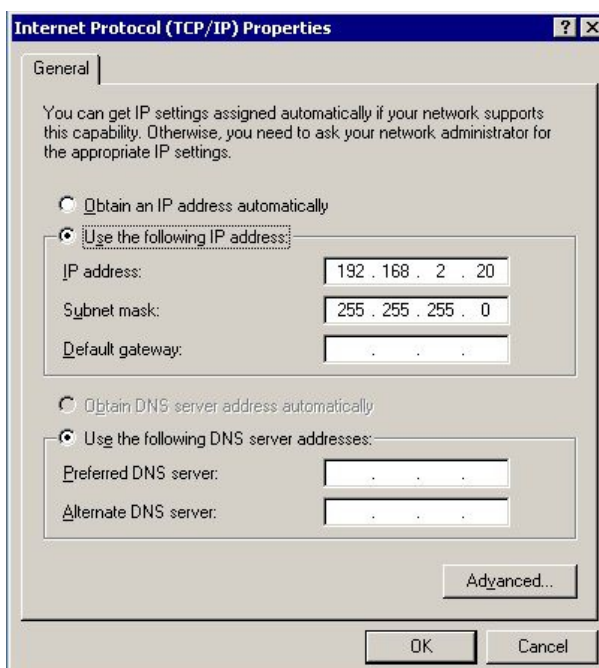 Internet Protocol (TCP/IP) Properties
General
You can get IP settings assigned automatically if your network supports
this capability. Otherwise, you need to ask your network administrator for
the appropriate IP settings.
Obtain an IP address automatically
Use the following IP address:
IP address: 192 . 168 . 2 . 20
Subnet mask: 255 . 255 . 255 . 0
Default gateway: . . .
Obtain DNS server address automatically
Use the following DNS server addresses:
Preferred DNS server: . . .
Alternate DNS server: . . .
Advanced...
OK Cancel